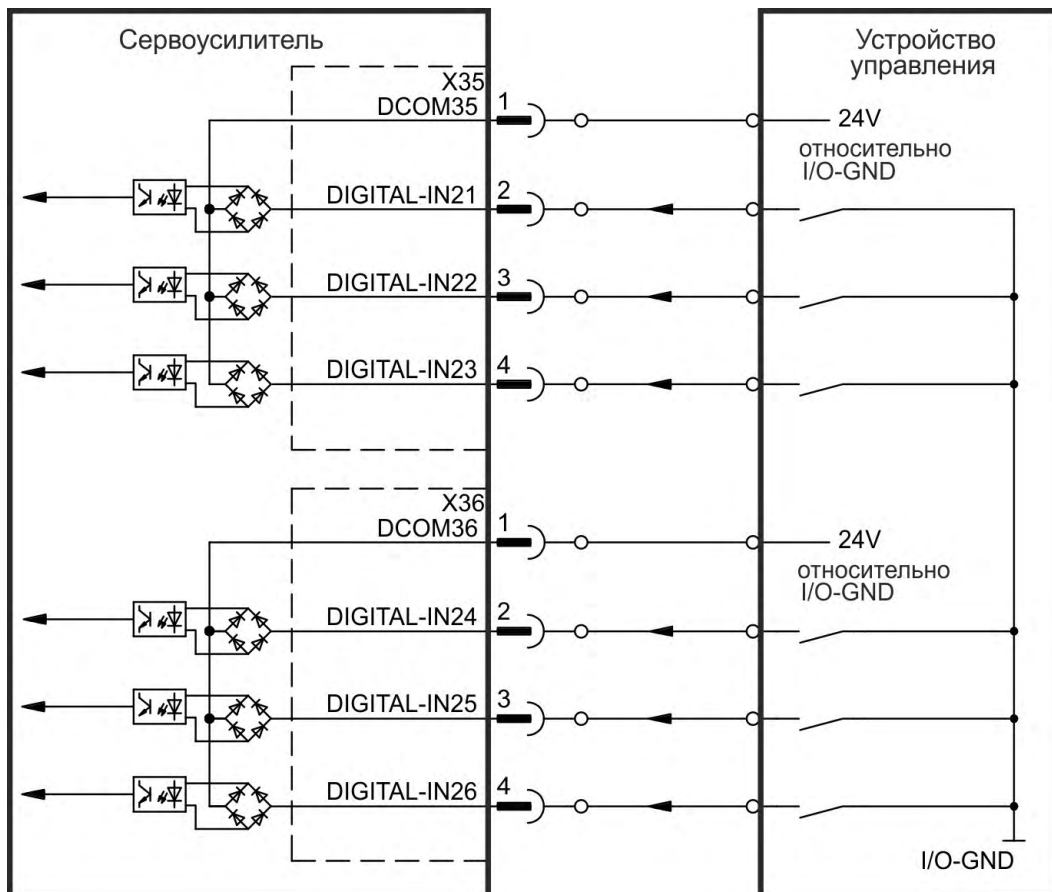 Сервоусилитель
Устройство
управления
X35
DCOM35
1
24V
относительно
I/O-GND
DIGITAL-IN21
2
DIGITAL-IN22
3
DIGITAL-IN23
4
X36
DCOM36
1
24V
относительно
I/O-GND
DIGITAL-IN24
2
DIGITAL-IN25
3
DIGITAL-IN26
4
I/O-GND